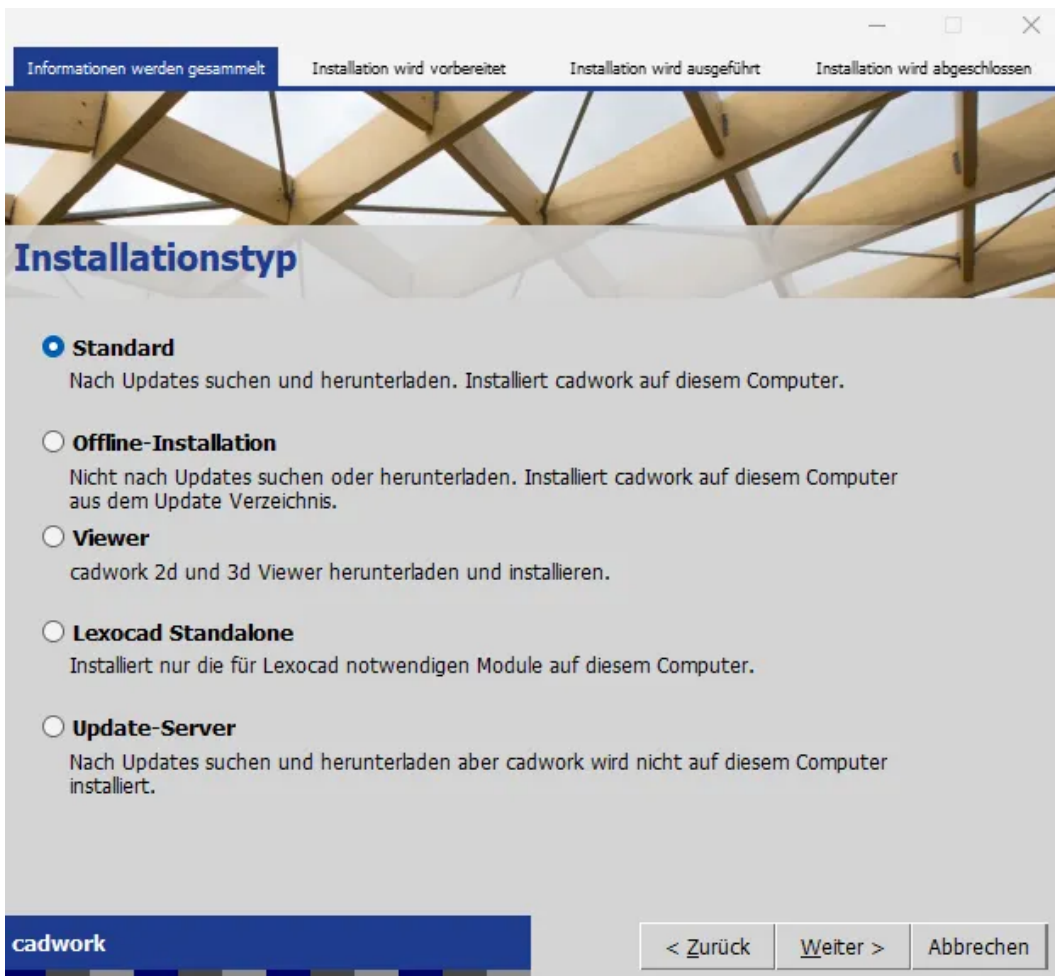 Informationen werden gesammelt Installation wird vorbereitet Installation wird ausgeführt Installation wird abgeschlossen
Installationstyp
Standard
Nach Updates suchen und herunterladen. Installiert cadwork auf diesem Computer.
Offline-Installation
Nicht nach Updates suchen oder herunterladen. Installiert cadwork auf diesem Computer
aus dem Update Verzeichnis.
Viewer
cadwork 2d und 3d Viewer herunterladen und installieren.
Lexocad Standalone
Installiert nur die für Lexocad notwendigen Module auf diesem Computer.
Update-Server
Nach Updates suchen und herunterladen aber cadwork wird nicht auf diesem Computer
installiert.
cadwork < Zurück Weiter > Abbrechen